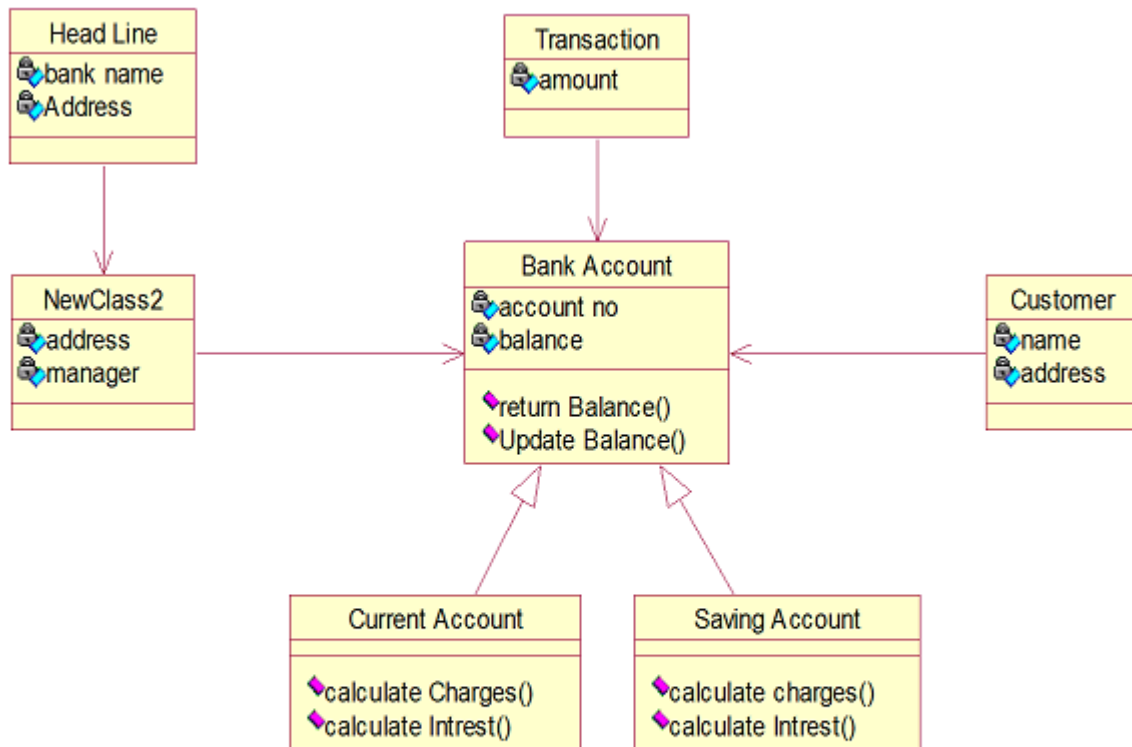 Head Line
bank name
Address
Transaction
amount
NewClass2
address
manager
Bank Account
account no
balance
return Balance()
Update Balance()
Customer
name
address
Current Account
calculate Charges()
calculate Intrest()
Saving Account
calculate charges()
calculate Intrest()